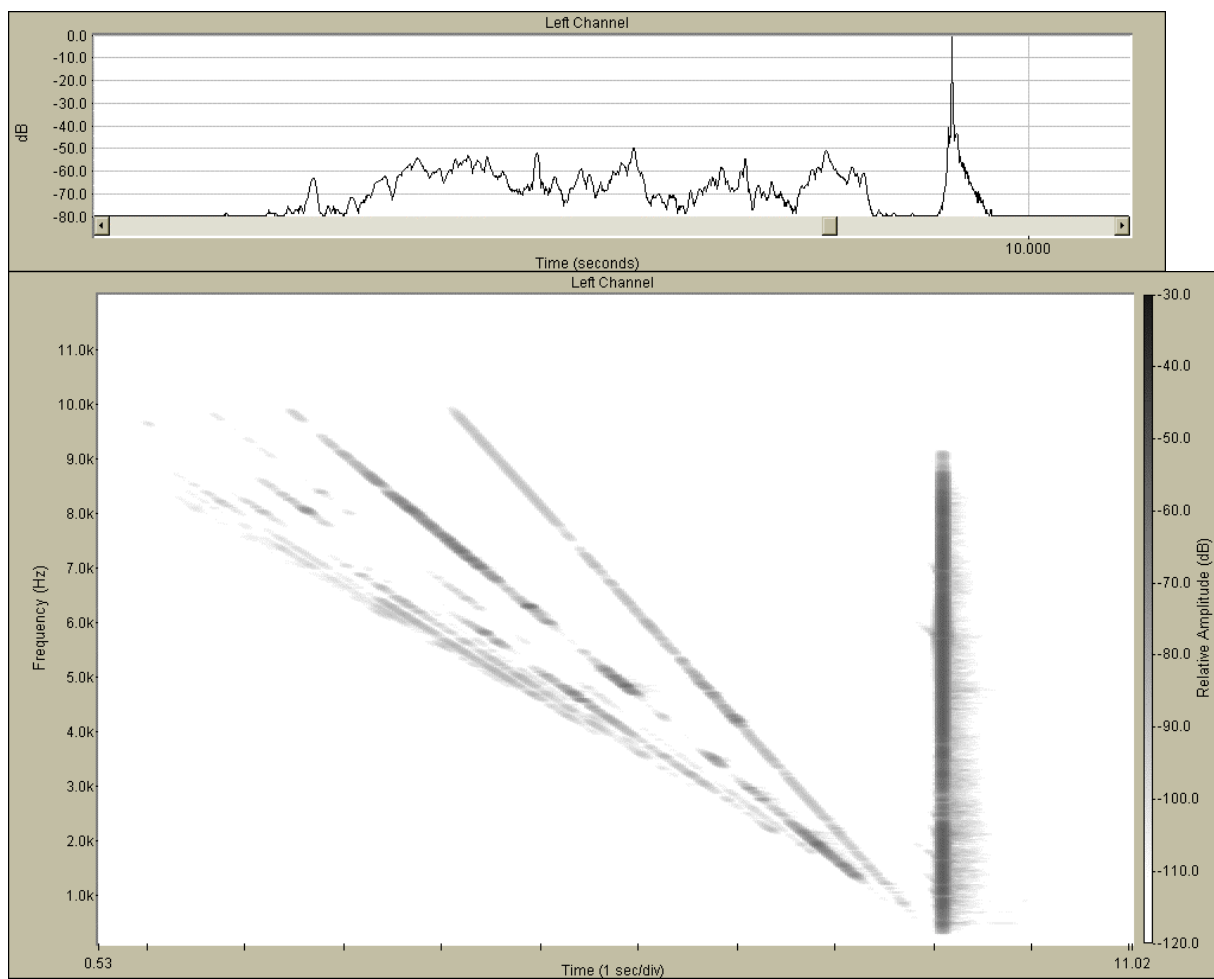 Left Channel
dB
0.0
-10.0
-20.0
-30.0
-40.0
-50.0
-60.0
-70.0
-80.0
10.000
Time (seconds)
Left Channel
Frequency (Hz)
11.0k
10.0k
9.0k
8.0k
7.0k
6.0k
5.0k
4.0k
3.0k
2.0k
1.0k
0.53
Time (1 sec/div)
11.02
-30.0
-40.0
-50.0
-60.0
-70.0
-80.0
-90.0
-100.0
-110.0
-120.0
Relative Amplitude (dB)